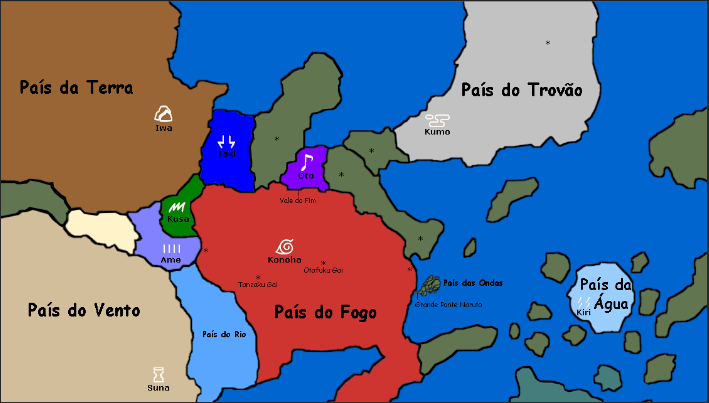 País da Terra
País do Trovão
Iwa
Kumo
Taki
Oto
Vale do Fim
Kusa
Konoha
Ame
Otafuku Gai
Tanzaku Gai
País das Ondas
País da
Água
Grande Ponte Naruto
Kiri
País do Vento
País do Fogo
País do Rio
Suna